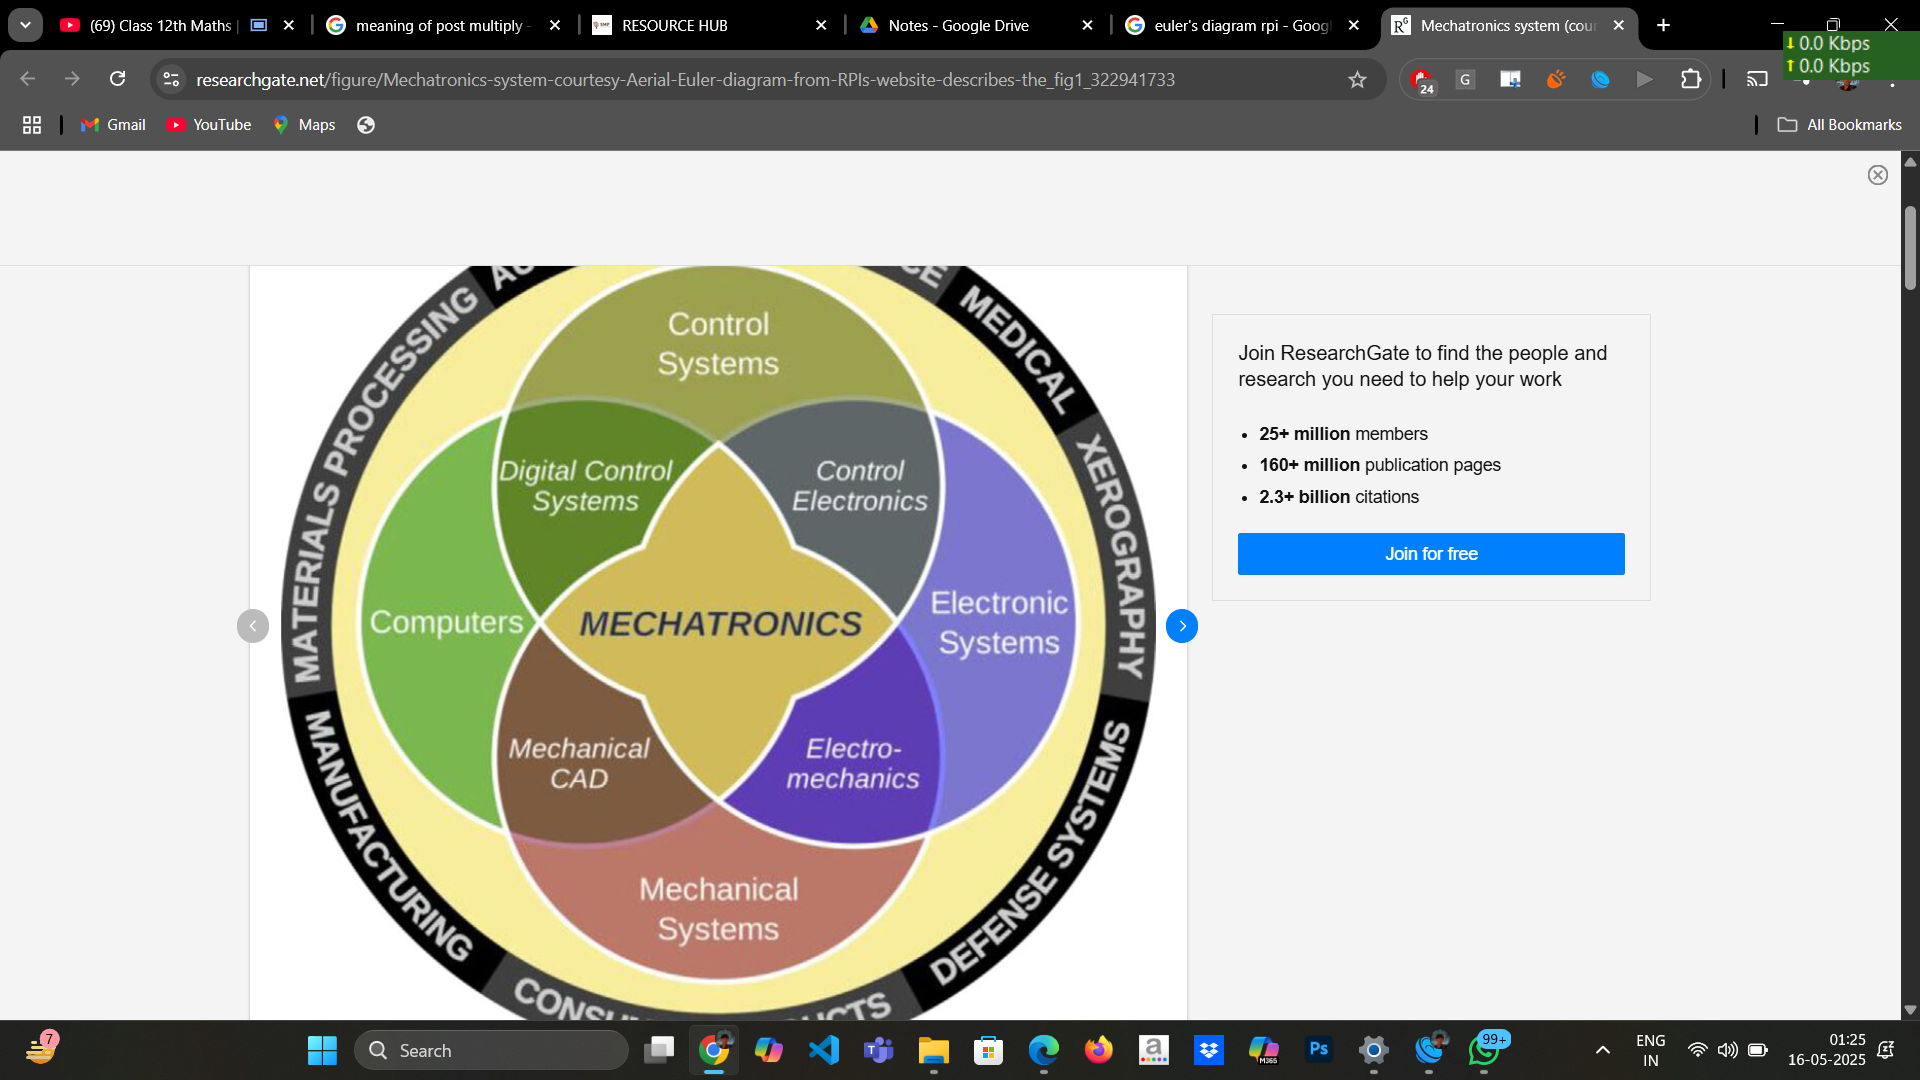 (69) Class 12th Maths
meaning of post multiply -
RESOURCE HUB
Notes - Google Drive
euler's diagram rpi - Goog
Mechatronics system (cour
0.0 Kbps
0.0 Kbps
researchgate.net/figure/Mechatronics-system-courtesy-Aerial-Euler-diagram-from-RPIs-website-describes-the_fig1_322941733
24
G
Gmail
YouTube
Maps
All Bookmarks
MATERIALS PROCESSING
MEDICAL
XEROGRAPHY
Control
Systems
Digital Control
Systems
Control
Electronics
Computers
MECHATRONICS
Electronic
Systems
Mechanical
CAD
Electro-
mechanics
Mechanical
Systems
MANUFACTURING
DEFENSE SYSTEMS
Join ResearchGate to find the people and
research you need to help your work
25+ million members
160+ million publication pages
2.3+ billion citations
Join for free
7
Search
M365
Ps
99+
ENG
IN
01:25
16-05-2025